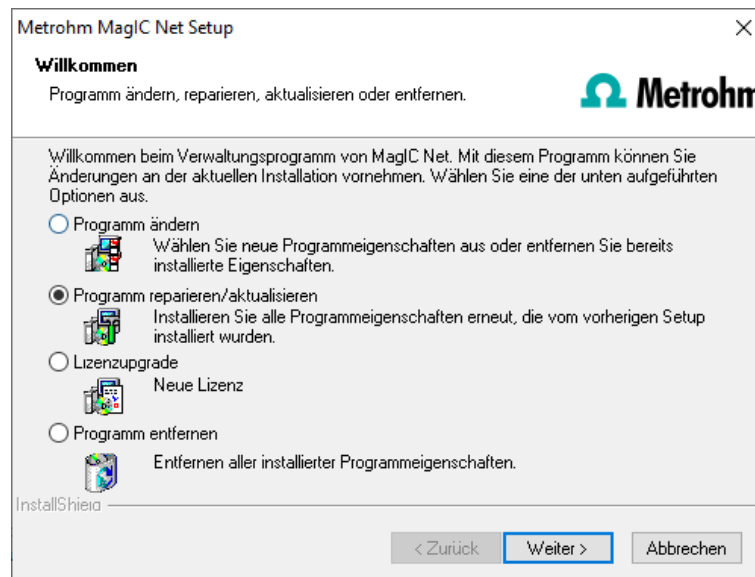 Metrohm MagIC Net Setup
Willkommen
Programm ändern, reparieren, aktualisieren oder entfernen.
Metrohm
Willkommen beim Verwaltungsprogramm von MagIC Net. Mit diesem Programm können Sie
Änderungen an der aktuellen Installation vornehmen. Wählen Sie eine der unten aufgeführten
Optionen aus.
Programm ändern
Wählen Sie neue Programmeigenschaften aus oder entfernen Sie bereits
installierte Eigenschaften.
Programm reparieren/aktualisieren
Installieren Sie alle Programmeigenschaften erneut, die vom vorherigen Setup
installiert wurden.
Lizenzupgrade
Neue Lizenz
Programm entfernen
Entfernen aller installierter Programmeigenschaften.
InstallShield
< Zurück
Weiter >
Abbrechen